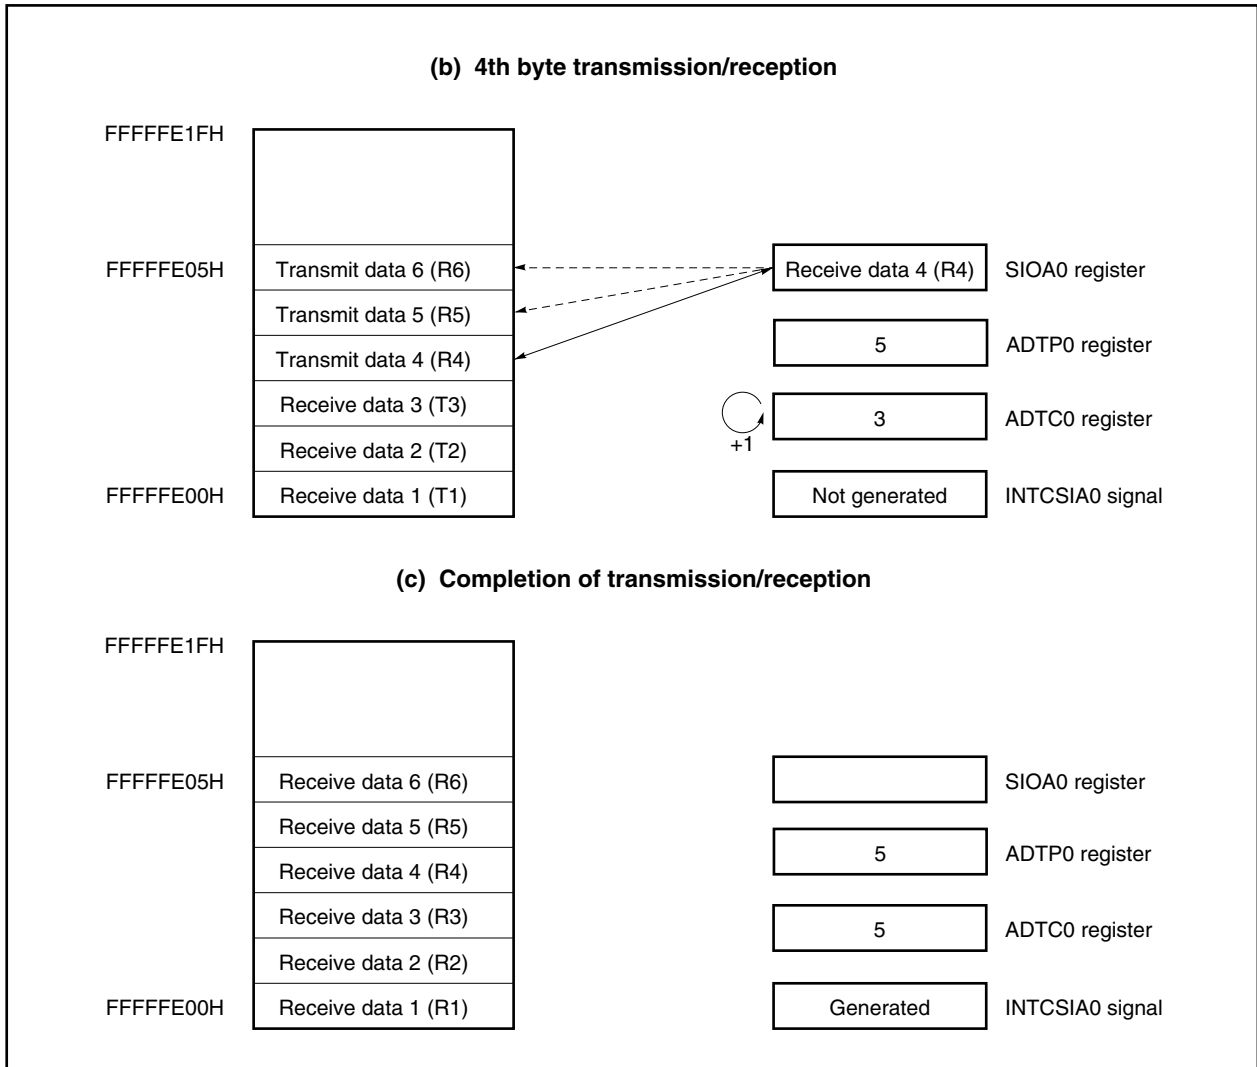 (b) 4th byte transmission/reception
FFFFFE1FH
FFFFFE05H Transmit data 6 (R6) Receive data 4 (R4) SIOA0 register
Transmit data 5 (R5)
5 ADTP0 register
Transmit data 4 (R4)
Receive data 3 (T3)
3 ADTC0 register
+1
Receive data 2 (T2)
FFFFFE00H Receive data 1 (T1) Not generated INTCSIA0 signal
(c) Completion of transmission/reception
FFFFFE1FH
FFFFFE05H Receive data 6 (R6) SIOA0 register
Receive data 5 (R5)
5 ADTP0 register
Receive data 4 (R4)
Receive data 3 (R3)
5 ADTC0 register
Receive data 2 (R2)
FFFFFE00H Receive data 1 (R1) Generated INTCSIA0 signal